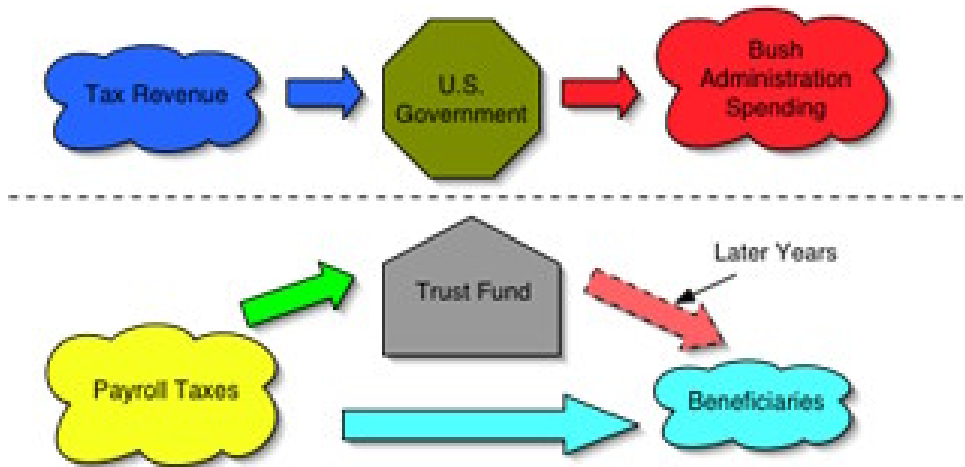 Tax Revenue
U.S.
Government
Bush
Administration
Spending
Later Years
Trust Fund
Payroll Taxes
Beneficiaries